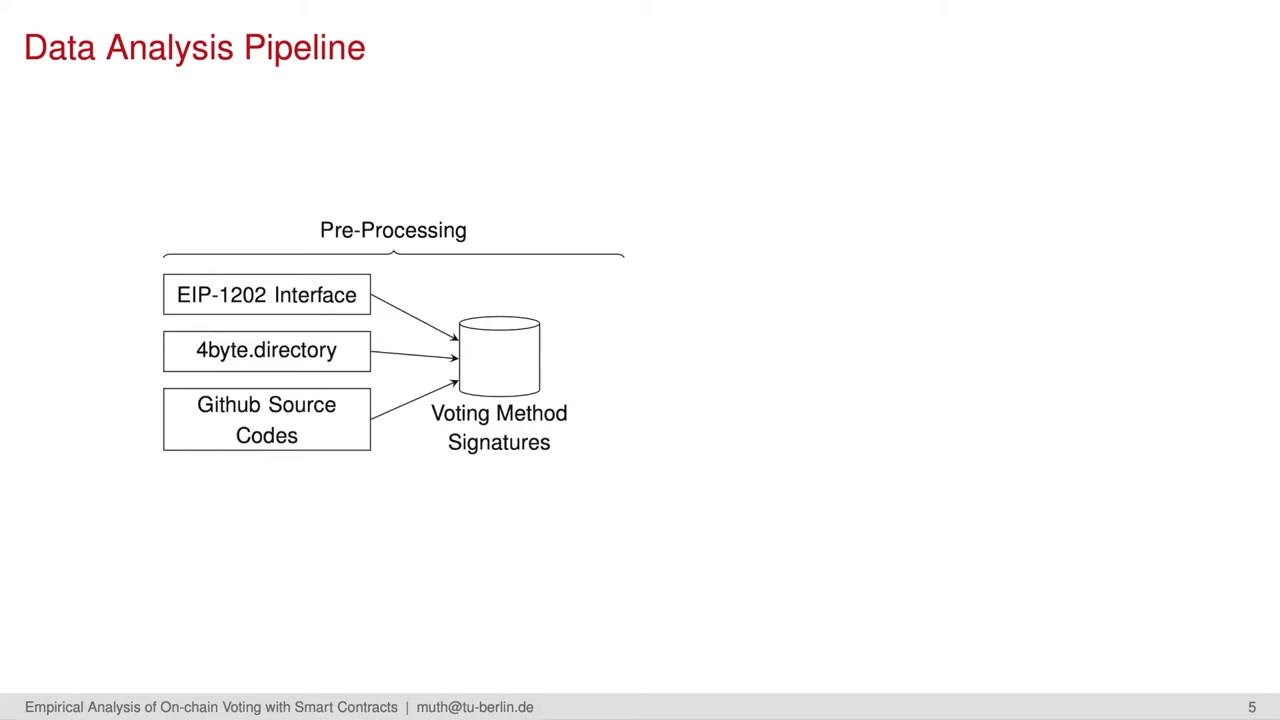 Data Analysis Pipeline
Pre-Processing
EIP-1202 Interface
4byte.directory
Github Source
Codes
Voting Method
Signatures
Empirical Analysis of On-chain Voting with Smart Contracts | muth@tu-berlin.de
5